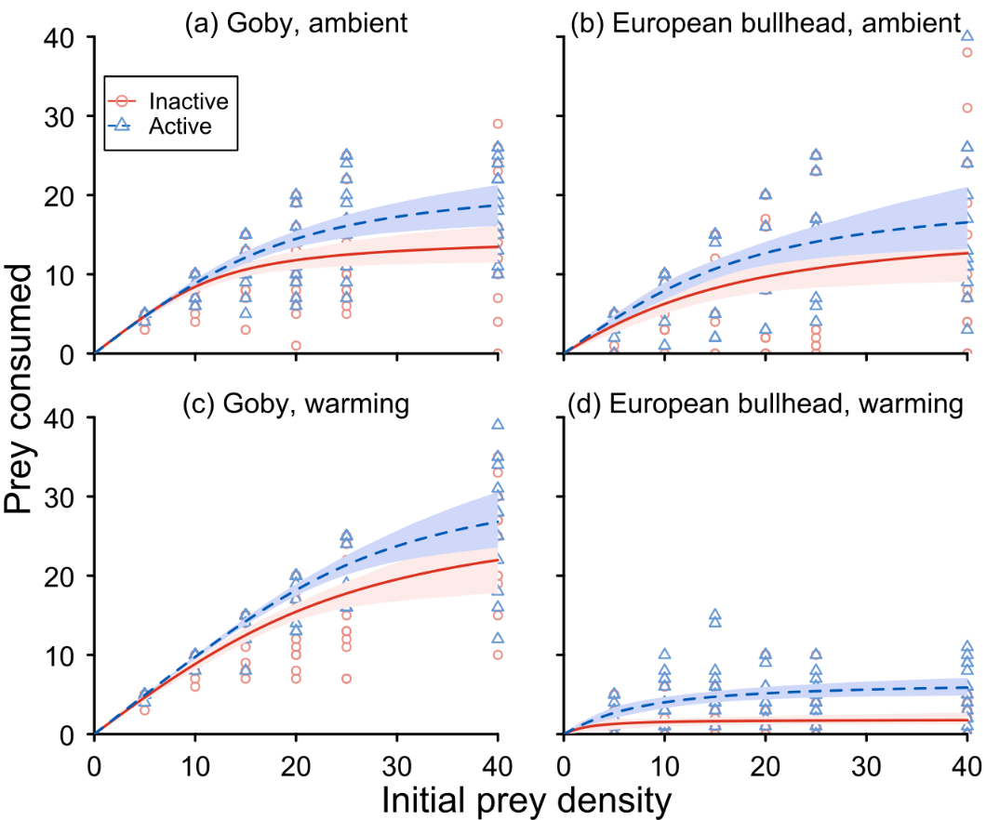 (a) Goby, ambient
(b) European bullhead, ambient
40
30
20
10
0
Inactive
Active
(c) Goby, warming
(d) European bullhead, warming
40
30
20
10
0
0 10 20 30 40
0 10 20 30 40
Prey consumed
Initial prey density